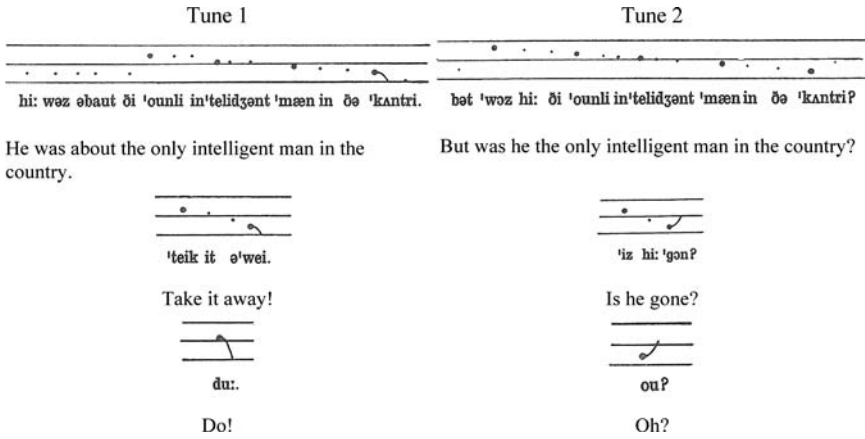 Tune 1
Tune 2
hi: wəz əbaut ði ˈounli inˈtelidʒənt ˈmæn in ðə ˈkʌntri.
bət ˈwɔz hi: ði ˈounli inˈtelidʒənt ˈmæn in ðə ˈkʌntri?
He was about the only intelligent man in the
country.
But was he the only intelligent man in the country?
ˈteik it əˈwei.
ˈiz hi: ˈgɔn?
Take it away!
Is he gone?
du:.
ou?
Do!
Oh?